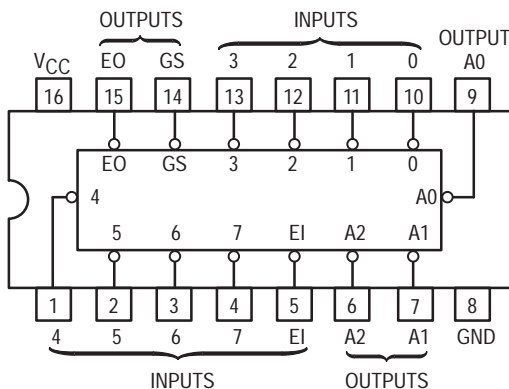 OUTPUTS INPUTS OUTPUT
VCC EO GS 3 2 1 0 A0
16 15 14 13 12 11 10 9
EO GS 3 2 1 0
4 A0
5 6 7 EI A2 A1
1 2 3 4 5 6 7 8
4 5 6 7 EI A2 A1 GND
INPUTS OUTPUTS